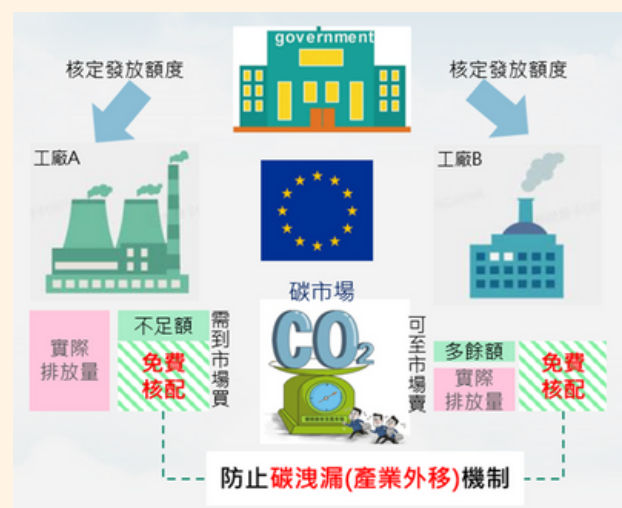 government
核定發放額度
核定發放額度
工廠A
工廠B
碳市場
CO2
實際
排放量
不足額
免費
核配
需到市場買
可至市場賣
多餘額
實際
排放量
免費
核配
防止碳洩漏(產業外移)機制